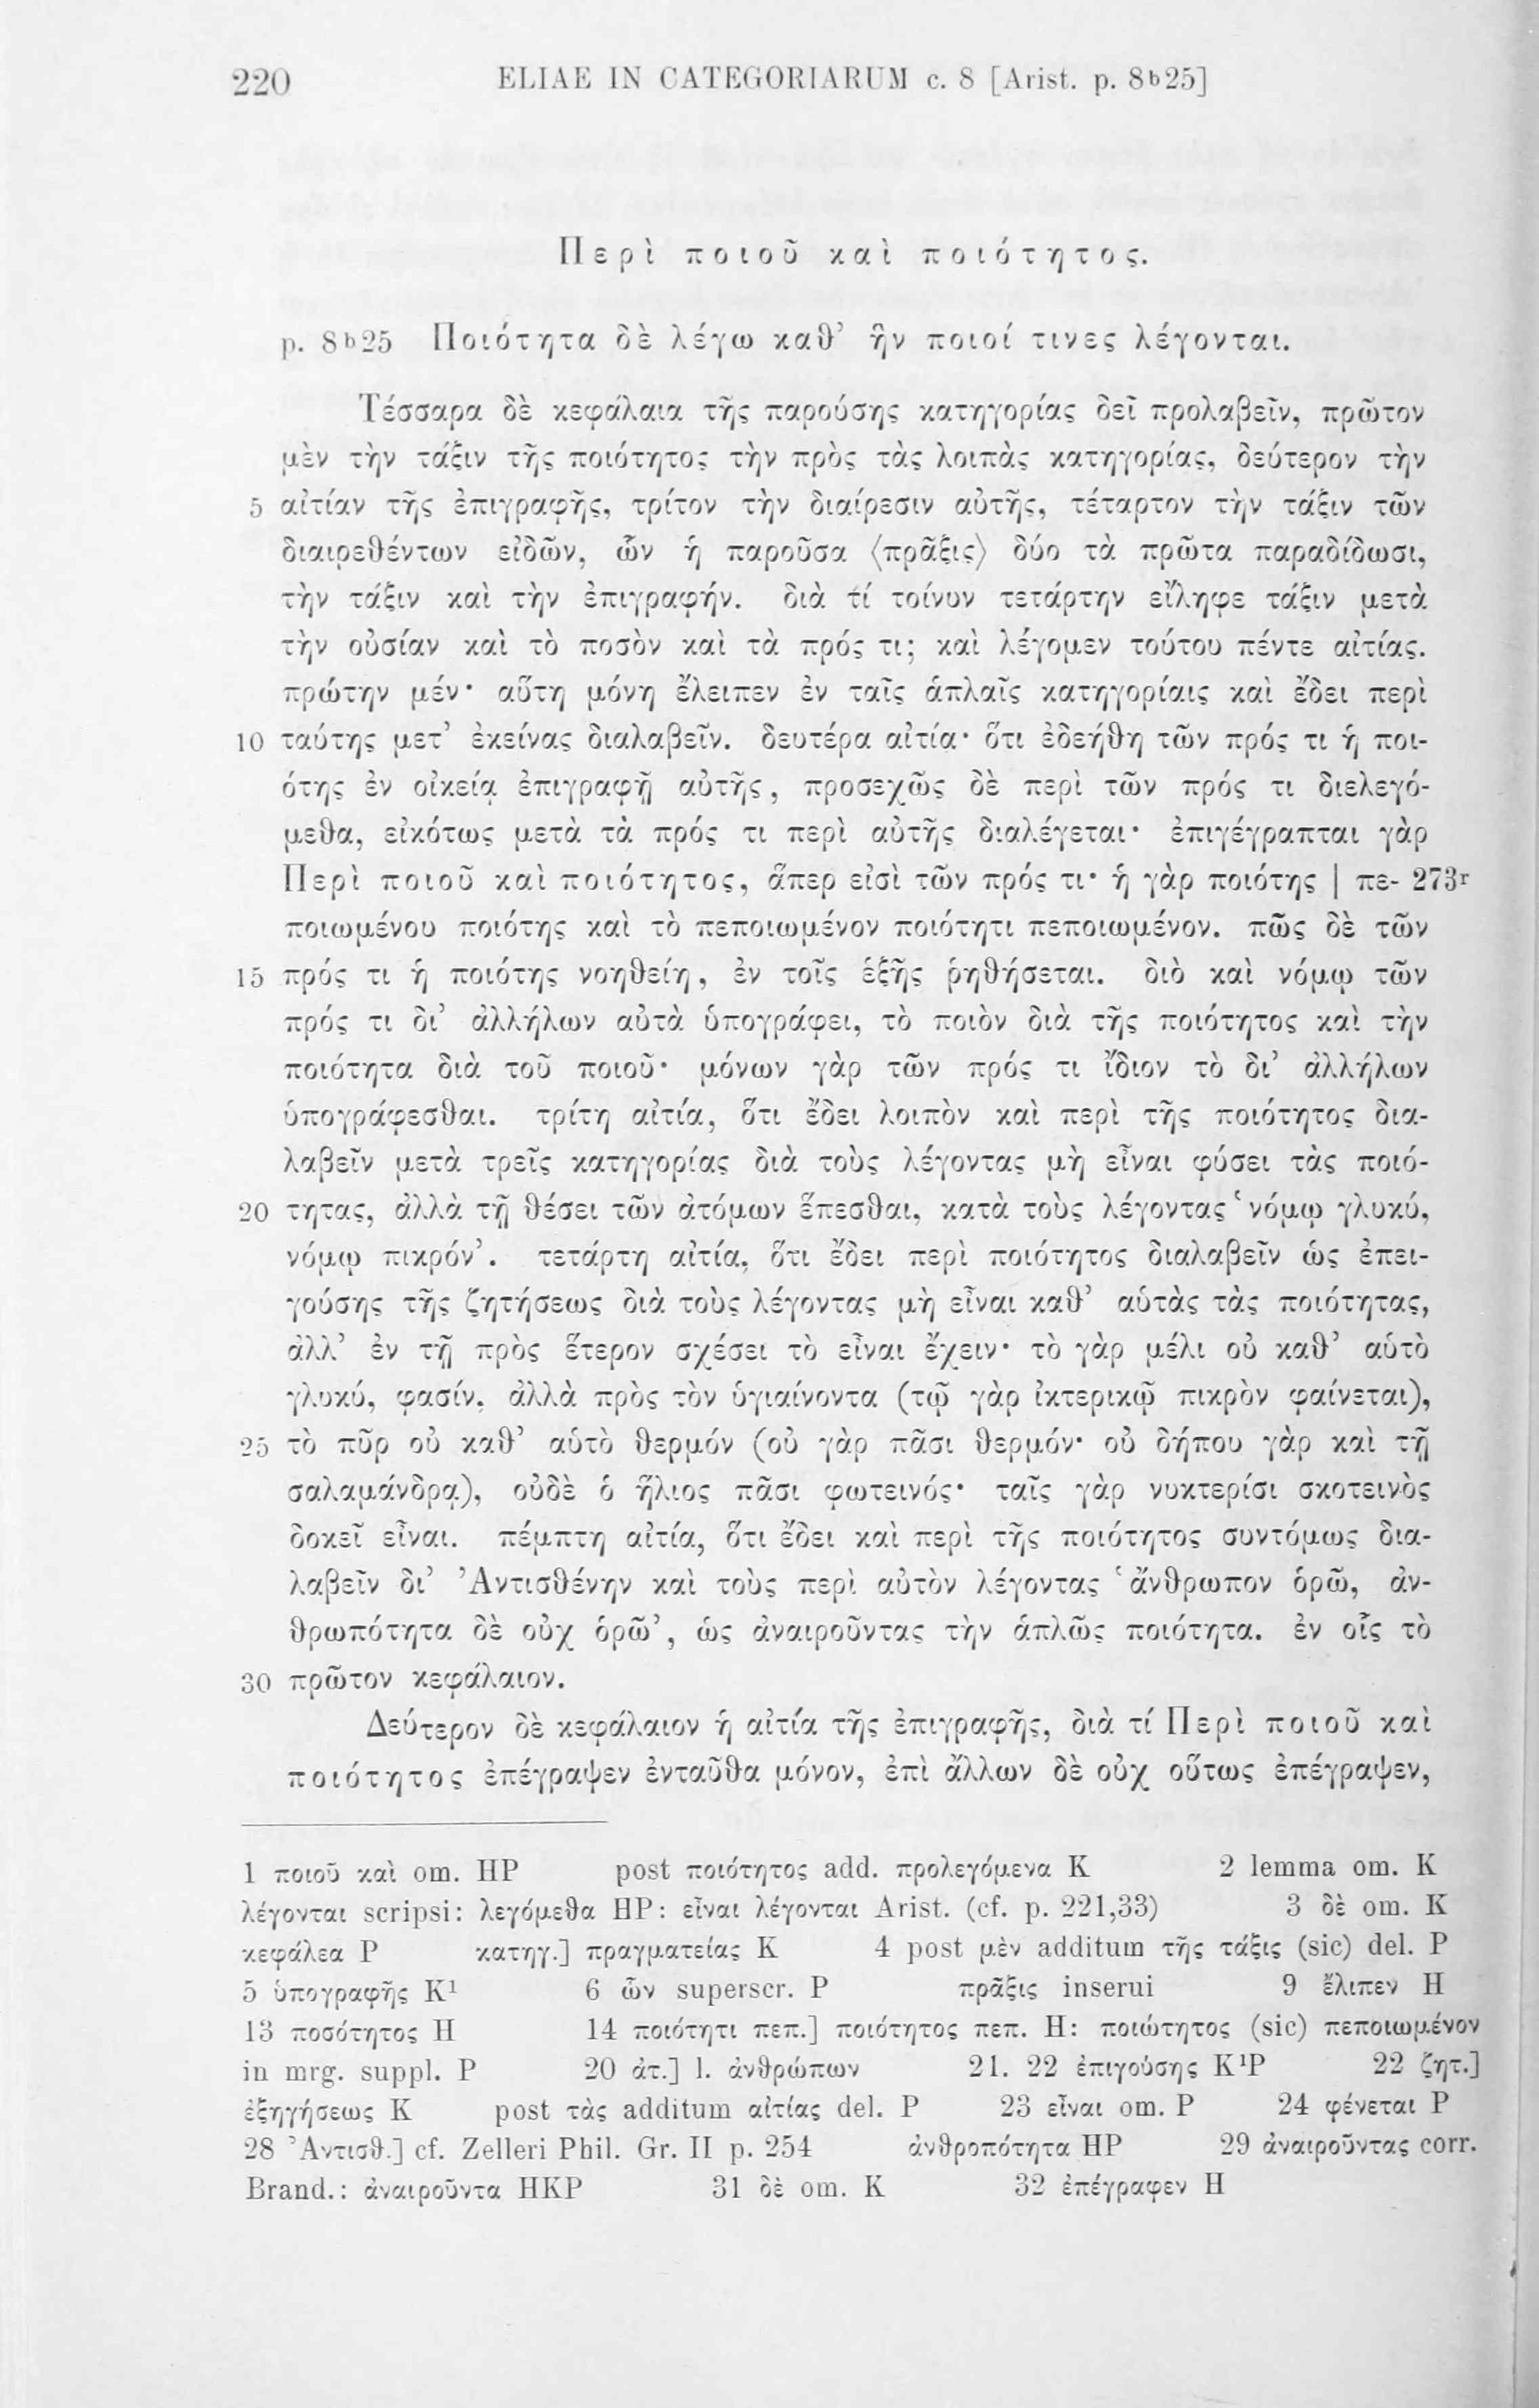 220 ELIAE IN CATEGORIARUM c. 8 [Arist. p. 8b25]
Περὶ ποιοῦ καὶ ποιότητος.
p. 8b25 Ποιότητα δὲ λέγω καθ’ ἣν ποιοί τινες λέγονται.
Τέσσαρα δὲ κεφάλαια τῆς παρούσης κατηγορίας δεῖ προλαβεῖν, πρῶτον
μὲν τὴν τάξιν τῆς ποιότητος τὴν πρὸς τὰς λοιπὰς κατηγορίας, δεύτερον τὴν
5 αἰτίαν τῆς ἐπιγραφῆς, τρίτον τὴν διαίρεσιν αὐτῆς, τέταρτον τὴν τάξιν τῶν
διαιρεθέντων εἰδῶν, ὧν ἡ παροῦσα ⟨πρᾶξις⟩ δύο τὰ πρῶτα παραδίδωσι,
τὴν τάξιν καὶ τὴν ἐπιγραφήν. διὰ τί τοίνυν τετάρτην εἴληφε τάξιν μετὰ
τὴν οὐσίαν καὶ τὸ ποσὸν καὶ τὰ πρός τι; καὶ λέγομεν τούτου πέντε αἰτίας.
πρώτην μέν· αὕτη μόνη ἔλειπεν ἐν ταῖς ἁπλαῖς κατηγορίαις καὶ ἔδει περὶ
10 ταύτης μετ’ ἐκείνας διαλαβεῖν. δευτέρα αἰτία· ὅτι ἐδεήθη τῶν πρός τι ἡ ποι-
ότης ἐν οἰκείᾳ ἐπιγραφῇ αὐτῆς, προσεχῶς δὲ περὶ τῶν πρός τι διελεγό-
μεθα, εἰκότως μετὰ τὰ πρός τι περὶ αὐτῆς διαλέγεται· ἐπιγέγραπται γὰρ
Περὶ ποιοῦ καὶ ποιότητος, ἅπερ εἰσὶ τῶν πρός τι· ἡ γὰρ ποιότης | πε- 273r
ποιωμένου ποιότης καὶ τὸ πεποιωμένον ποιότητι πεποιωμένον. πῶς δὲ τῶν
15 πρός τι ἡ ποιότης νοηθείη, ἐν τοῖς ἑξῆς ῥηθήσεται. διὸ καὶ νόμῳ τῶν
πρός τι δι’ ἀλλήλων αὐτὰ ὑπογράφει, τὸ ποιὸν διὰ τῆς ποιότητος καὶ τὴν
ποιότητα διὰ τοῦ ποιοῦ· μόνων γὰρ τῶν πρός τι ἴδιον τὸ δι’ ἀλλήλων
ὑπογράφεσθαι. τρίτη αἰτία, ὅτι ἔδει λοιπὸν καὶ περὶ τῆς ποιότητος δια-
λαβεῖν μετὰ τρεῖς κατηγορίας διὰ τοὺς λέγοντας μὴ εἶναι φύσει τὰς ποιό-
20 τητας, ἀλλὰ τῇ θέσει τῶν ἀτόμων ἕπεσθαι, κατὰ τοὺς λέγοντας ‘νόμῳ γλυκύ,
νόμῳ πικρόν’. τετάρτη αἰτία, ὅτι ἔδει περὶ ποιότητος διαλαβεῖν ὡς ἐπει-
γούσης τῆς ζητήσεως διὰ τοὺς λέγοντας μὴ εἶναι καθ’ αὑτὰς τὰς ποιότητας,
ἀλλ’ ἐν τῇ πρὸς ἕτερον σχέσει τὸ εἶναι ἔχειν· τὸ γὰρ μέλι οὐ καθ’ αὑτὸ
γλυκύ, φασίν, ἀλλὰ πρὸς τὸν ὑγιαίνοντα (τῷ γὰρ ἰκτερικῷ πικρὸν φαίνεται),
25 τὸ πῦρ οὐ καθ’ αὑτὸ θερμόν (οὐ γὰρ πᾶσι θερμόν· οὐ δήπου γὰρ καὶ τῇ
σαλαμάνδρᾳ), οὐδὲ ὁ ἥλιος πᾶσι φωτεινός· ταῖς γὰρ νυκτερίσι σκοτεινὸς
δοκεῖ εἶναι. πέμπτη αἰτία, ὅτι ἔδει καὶ περὶ τῆς ποιότητος συντόμως δια-
λαβεῖν δι’ Ἀντισθένην καὶ τοὺς περὶ αὐτὸν λέγοντας ‘ἄνθρωπον ὁρῶ, ἀν-
θρωπότητα δὲ οὐχ ὁρῶ’, ὡς ἀναιροῦντας τὴν ἁπλῶς ποιότητα. ἐν οἷς τὸ
30 πρῶτον κεφάλαιον.
Δεύτερον δὲ κεφάλαιον ἡ αἰτία τῆς ἐπιγραφῆς, διὰ τί Περὶ ποιοῦ καὶ
ποιότητος ἐπέγραψεν ἐνταῦθα μόνον, ἐπὶ ἄλλων δὲ οὐχ οὕτως ἐπέγραψεν,
1 ποιοῦ καὶ om. HP post ποιότητος add. προλεγόμενα K 2 lemma om. K
λέγονται scripsi: λεγόμεθα HP: εἶναι λέγονται Arist. (cf. p. 221,33) 3 δὲ om. K
κεφάλεα P κατηγ.] πραγματείας K 4 post μὲν additum τῆς τάξις (sic) del. P
5 ὑπογραφῆς K¹ 6 ὧν superscr. P πρᾶξις inserui 9 ἔλιπεν H
13 ποσότητος H 14 ποιότητι πεπ.] ποιότητος πεπ. H: ποιώτητος (sic) πεποιωμένον
in mrg. suppl. P 20 ἀτ.] l. ἀνθρώπων 21. 22 ἐπιγούσης K¹P 22 ζητ.]
ἐξηγήσεως K post τὰς additum αἰτίας del. P 23 εἶναι om. P 24 φένεται P
28 Ἀντισθ.] cf. Zelleri Phil. Gr. II p. 254 ἀνθροπότητα HP 29 ἀναιροῦντας corr.
Brand.: ἀναιροῦντα HKP 31 δὲ om. K 32 ἐπέγραφεν H